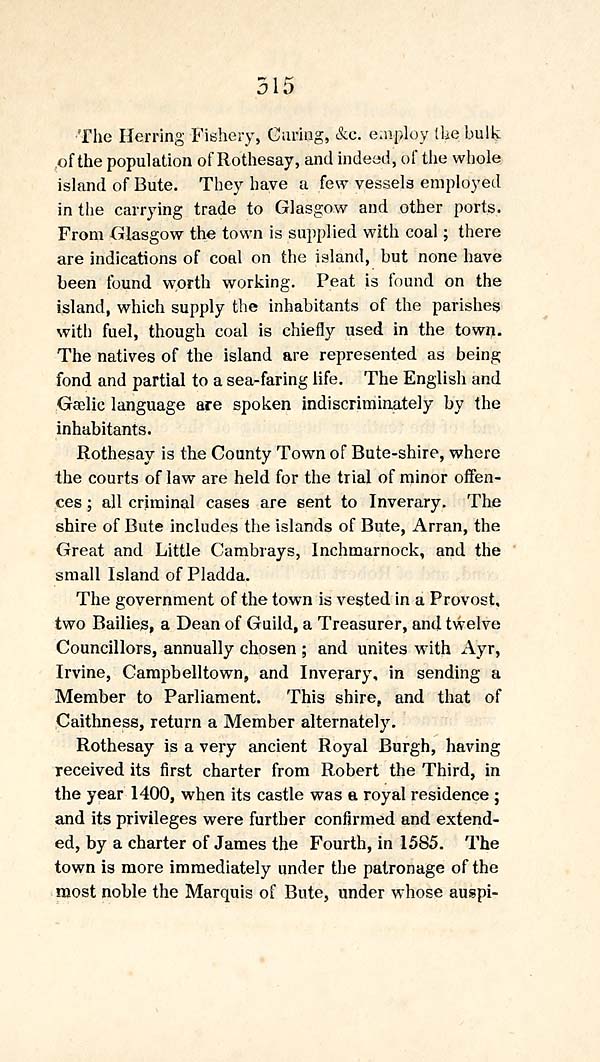 315
The Herring Fishery, Curing, &c. employ the bulk
of the population of Rothesay, and indeed, of the whole
island of Bute. They have a few vessels employed
in the carrying trade to Glasgow and other ports.
From Glasgow the town is supplied with coal ; there
are indications of coal on the island, but none have
been found worth working. Peat is found on the
island, which supply the inhabitants of the parishes
with fuel, though coal is chiefly used in the town.
The natives of the island are represented as being
fond and partial to a sea-faring life. The English and
Gælic language are spoken indiscriminately by the
inhabitants.
Rothesay is the County Town of Bute-shire, where
the courts of law are held for the trial of minor offen-
ces ; all criminal cases are sent to Inverary. The
shire of Bute includes the islands of Bute, Arran, the
Great and Little Cambrays, Inchmarnock, and the
small Island of Pladda.
The government of the town is vested in a Provost,
two Bailies, a Dean of Guild, a Treasurer, and twelve
Councillors, annually chosen ; and unites with Ayr,
Irvine, Campbelltown, and Inverary, in sending a
Member to Parliament. This shire, and that of
Caithness, return a Member alternately.
Rothesay is a very ancient Royal Burgh, having
received its first charter from Robert the Third, in
the year 1400, when its castle was a royal residence ;
and its privileges were further confirmed and extend-
ed, by a charter of James the Fourth, in 1585. The
town is more immediately under the patronage of the
most noble the Marquis of Bute, under whose auspi-